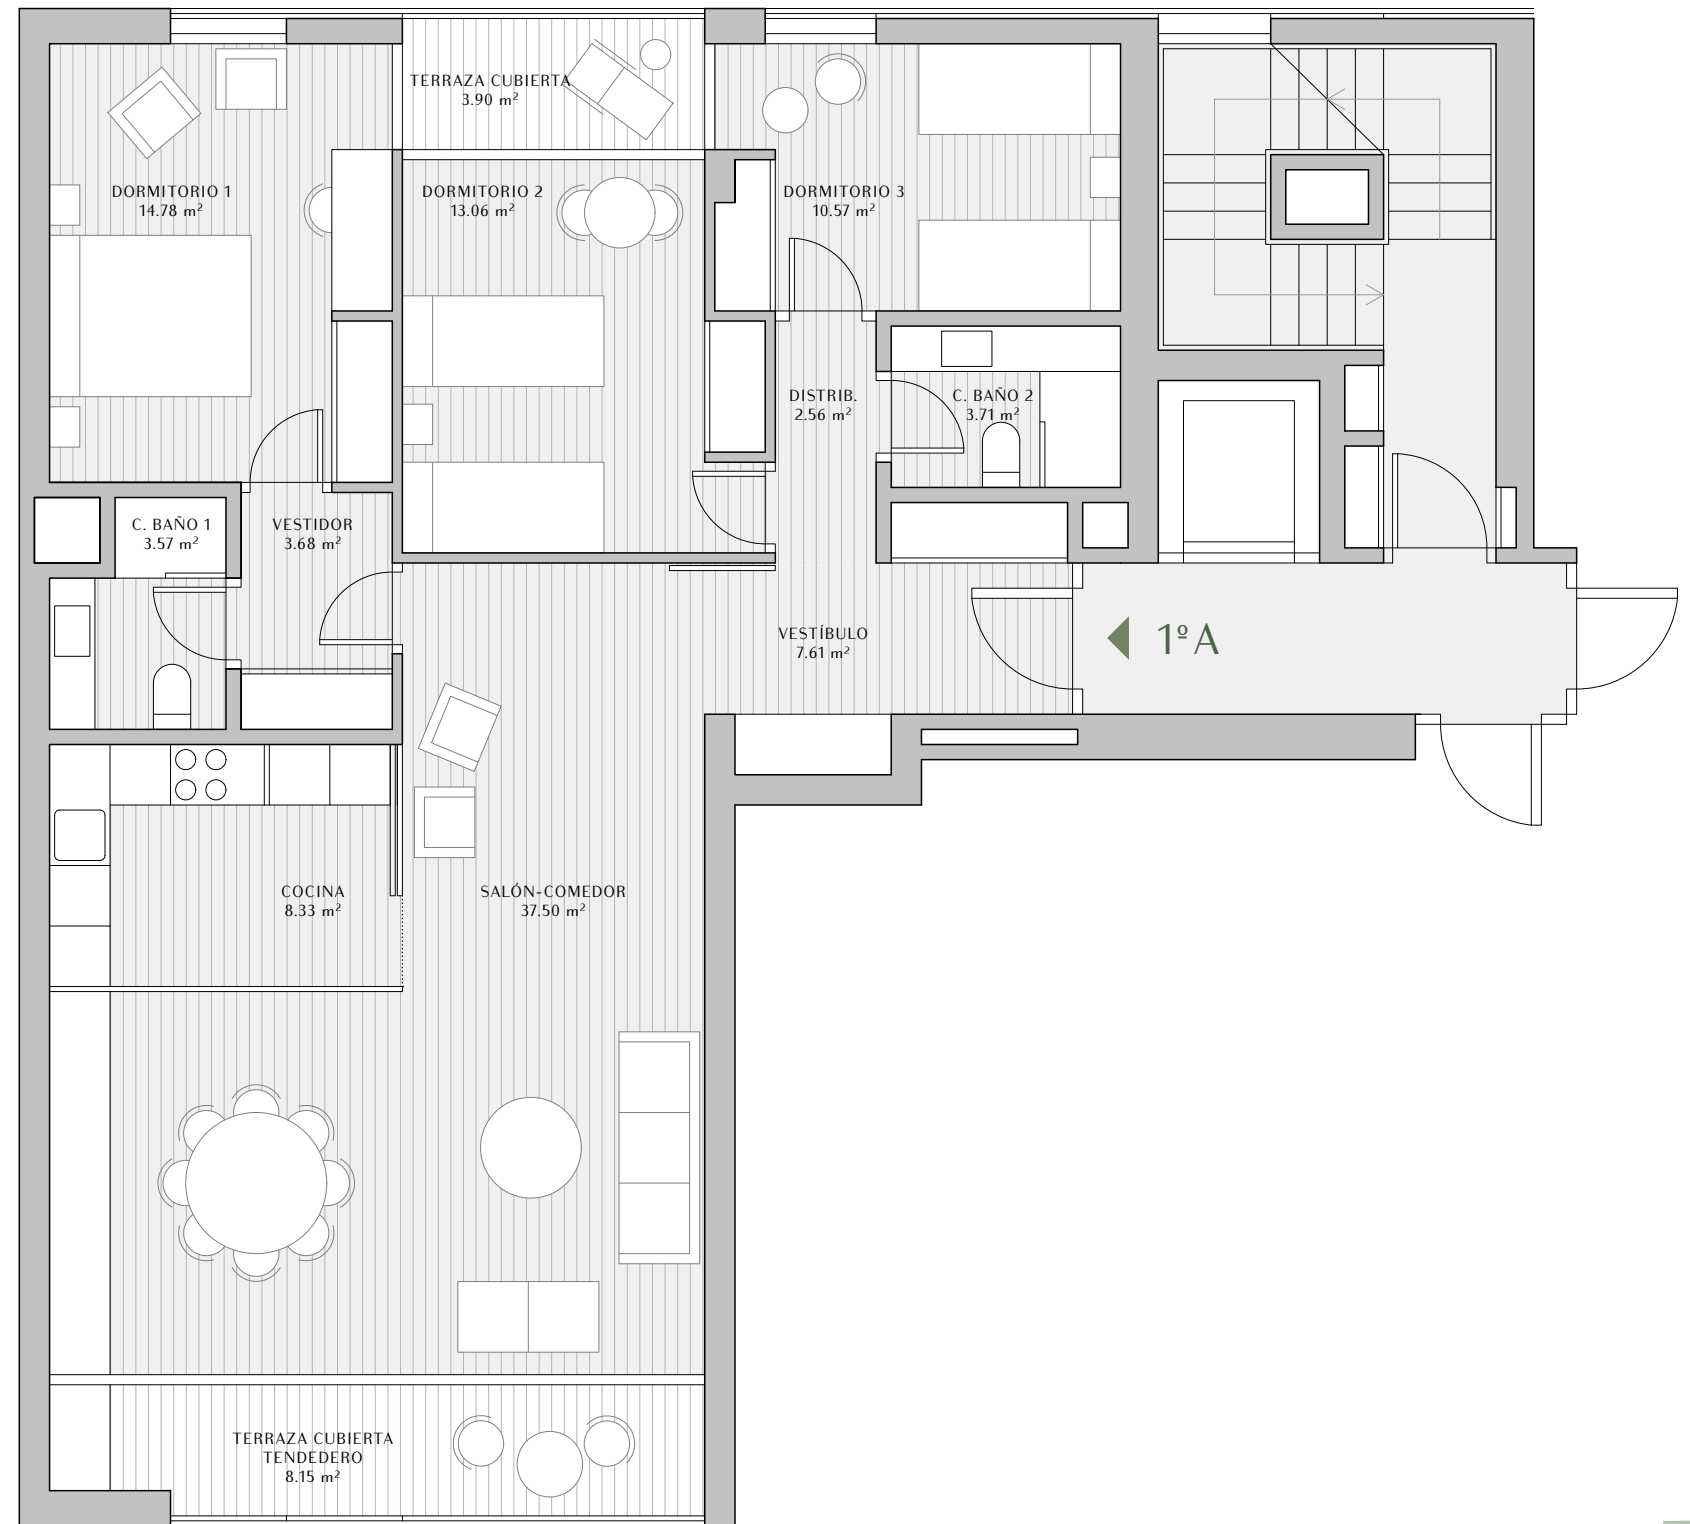 TERRAZA CUBIERTA
3.90 m²
DORMITORIO 1
14.78 m²
DORMITORIO 2
13.06 m²
DORMITORIO 3
10.57 m²
DISTRIB.
2.56 m²
C. BAÑO 2
3.71 m²
C. BAÑO 1
3.57 m²
VESTIDOR
3.68 m²
VESTÍBULO
7.61 m²
1ºA
COCINA
8.33 m²
SALÓN-COMEDOR
37.50 m²
TERRAZA CUBIERTA
TENDEDERO
8.15 m²